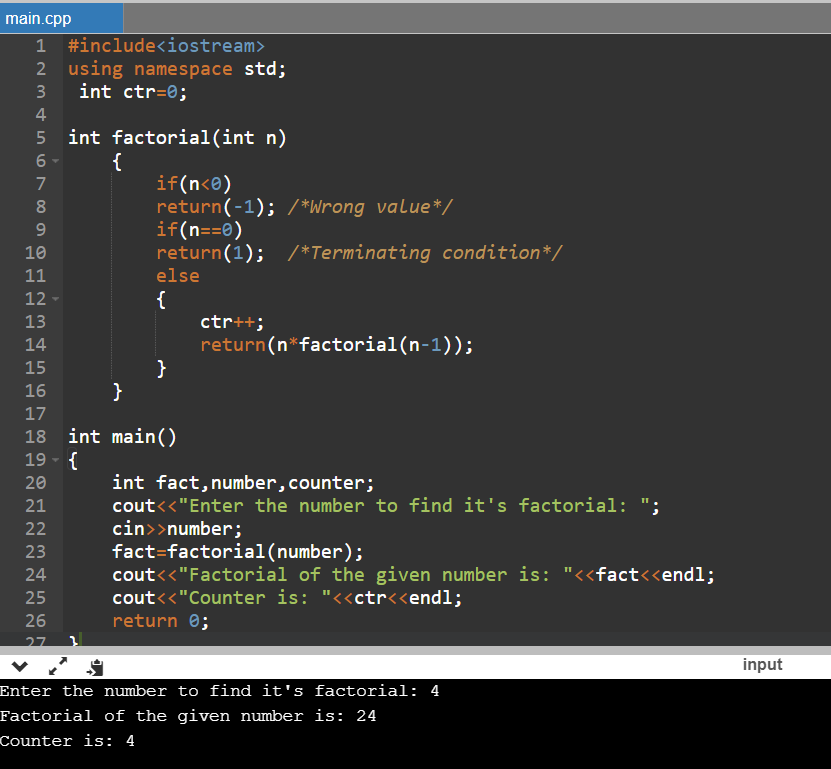 main.cpp
1 #include<iostream>
2 using namespace std;
3 int ctr=0;
4
5 int factorial(int n)
6 {
7 if(n<0)
8 return(-1); /*Wrong value*/
9 if(n==0)
10 return(1); /*Terminating condition*/
11 else
12 {
13 ctr++;
14 return(n*factorial(n-1));
15 }
16 }
17
18 int main()
19 {
20 int fact,number,counter;
21 cout<<"Enter the number to find it's factorial: ";
22 cin>>number;
23 fact=factorial(number);
24 cout<<"Factorial of the given number is: "<<fact<<endl;
25 cout<<"Counter is: "<<ctr<<endl;
26 return 0;
27 }
input
Enter the number to find it's factorial: 4
Factorial of the given number is: 24
Counter is: 4